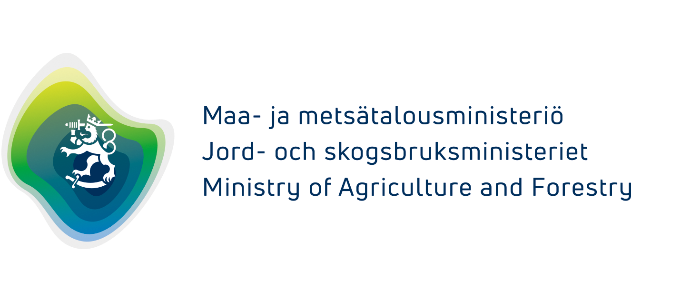 Maa- ja metsätalousministeriö
Jord- och skogsbruksministeriet
Ministry of Agriculture and Forestry